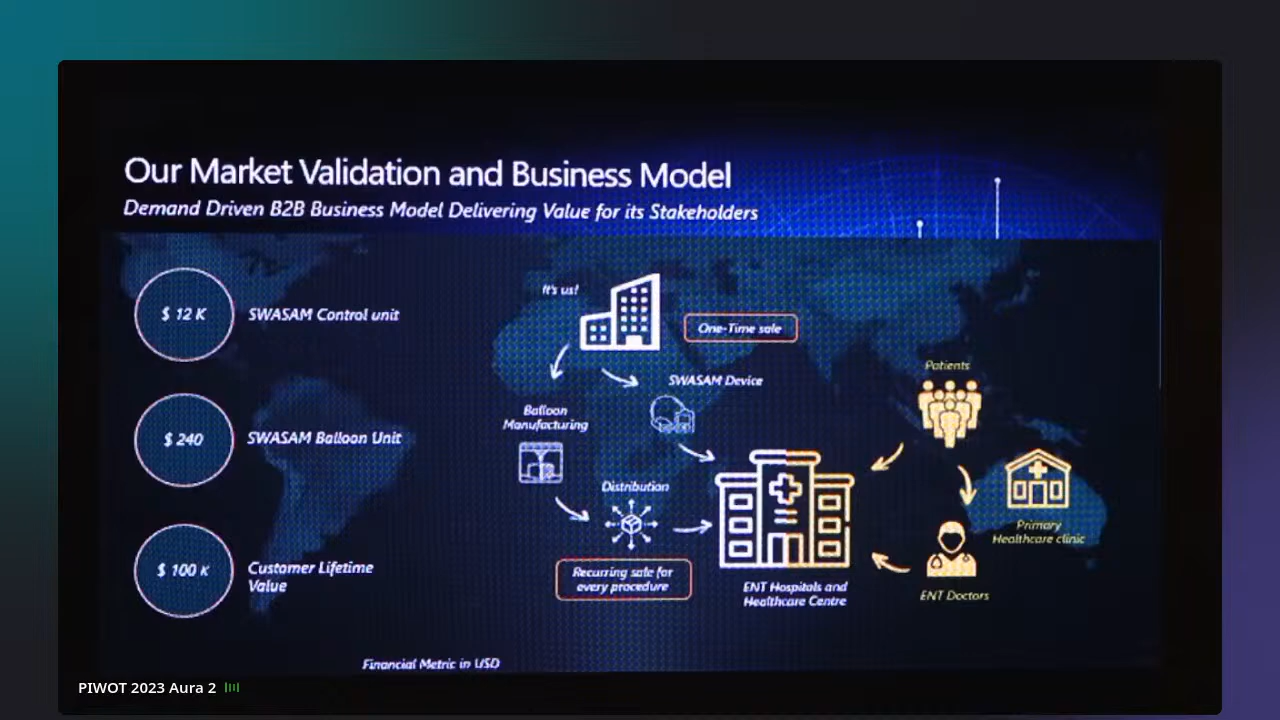 Our Market Validation and Business Model
Demand Driven B2B Business Model Delivering Value for its Stakeholders
$ 12 K
SWASAM Control unit
$ 240
SWASAM Balloon Unit
$ 100 K
Customer Lifetime
Value
It's us!
One-Time sale
SWASAM Device
Balloon
Manufacturing
Distribution
Recurring sale for
every procedure
ENT Hospitals and
Healthcare Centre
Patients
Primary
Healthcare clinic
ENT Doctors
Financial Metric in USD
PIWOT 2023 Aura 2